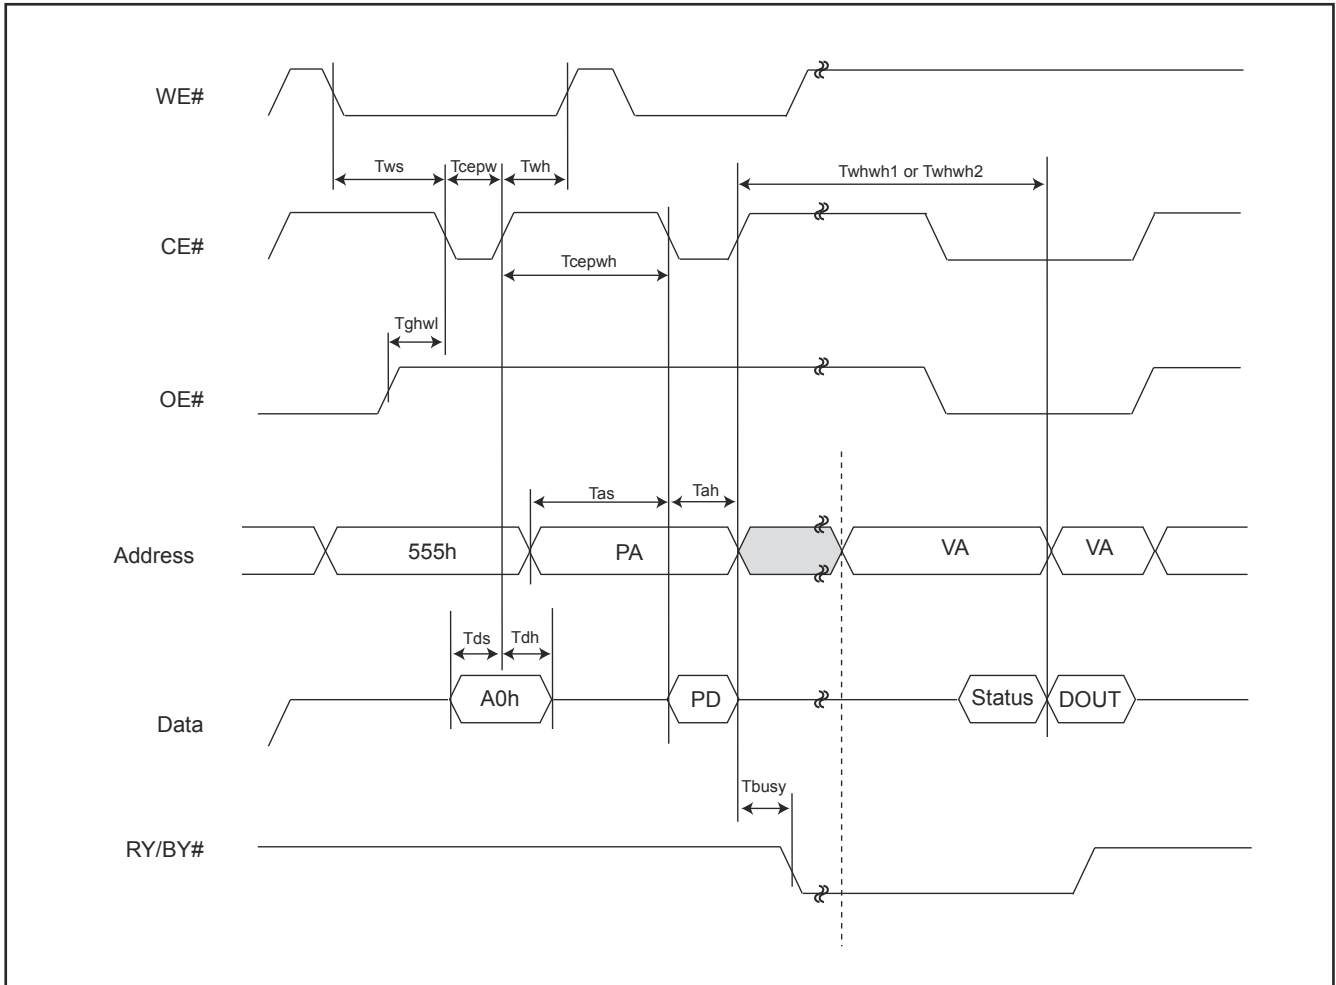 WE#
Tws
Tcepw
Twh
Twhwh1 or Twhwh2
CE#
Tcepwh
Tghwl
OE#
Tas
Tah
Address
555h
PA
VA
VA
Tds
Tdh
Data
A0h
PD
Status
DOUT
Tbusy
RY/BY#